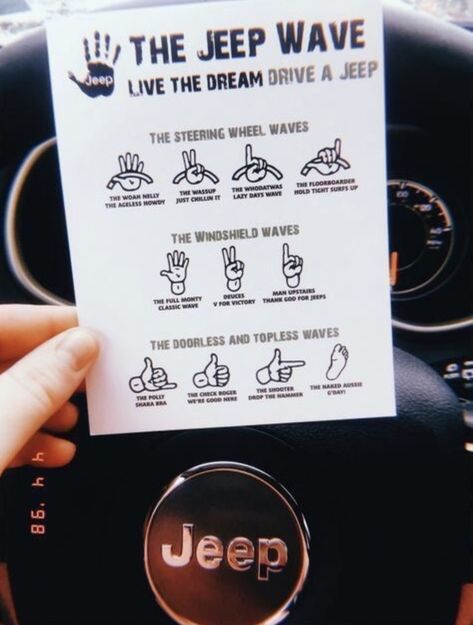 Jeep
THE JEEP WAVE
LIVE THE DREAM DRIVE A JEEP
THE STEERING WHEEL WAVES
THE WOAH NELLY
THE AGELESS HOWDY
THE WASSUP
JUST CHILLIN IT
THE WHODATWAS
LAZY DAYS WAVE
THE FLOORBOARDER
HOLD TIGHT SURFS UP
THE WINDSHIELD WAVES
THE FULL MONTY
CLASSIC WAVE
DEUCES
V FOR VICTORY
MAN UPSTAIRS
THANK GOD FOR JEEPS
THE DOORLESS AND TOPLESS WAVES
THE POLLY
SHAKA BRA
THE CHECK ROGER
WE'RE GOOD HERE
THE SHOOTER
DROP THE HAMMER
THE NAKED AUSSIE
G'DAY!
4 4 '98
Jeep